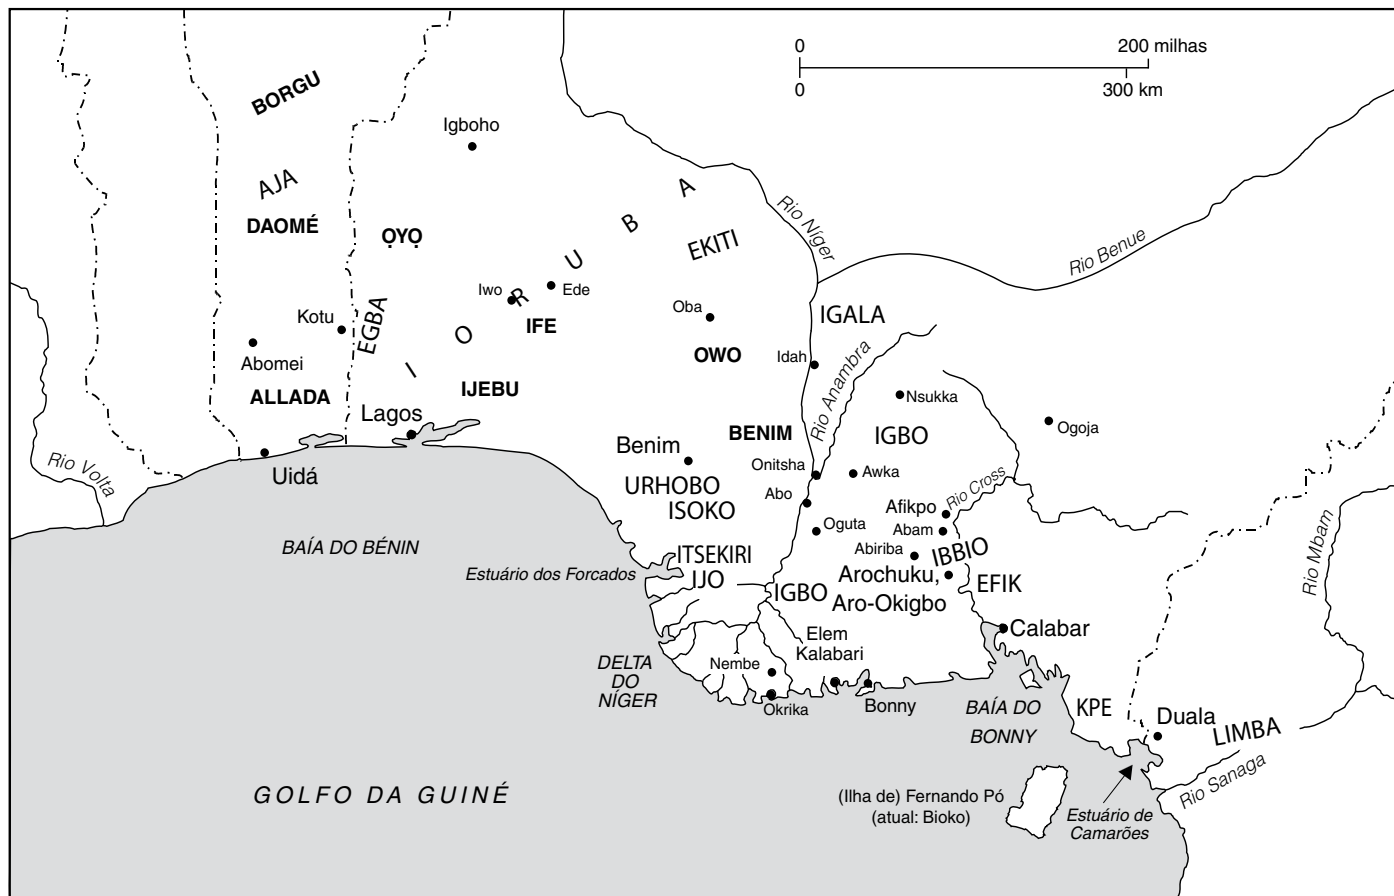 0
200 milhas
0
300 km
BORGU
Igboho
AJA
DAOMÉ
ỌYỌ
IORUBA
EKITI
Rio Níger
Rio Benue
Iwo
Ede
Oba
IGALA
Kotu
EGBA
IFE
Abomei
OWO
Idah
Rio Anambra
ALLADA
IJEBU
Nsukka
Lagos
Ogoja
BENIM
IGBO
Benim
Rio Volta
Uidá
Onitsha
Awka
URHOBO
Abo
Rio Cross
ISOKO
Afikpo
Oguta
Abam
BAÍA DO BÉNIN
Abiriba
IBBIO
ITSEKIRI
Estuário dos Forcados
IJO
Arochuku,
EFIK
Rio Mbam
IGBO
Aro-Okigbo
Calabar
Elem
Kalabari
DELTA
DO
NÍGER
Nembe
Okrika
Bonny
BAÍA DO
BONNY
KPE
Duala
LIMBA
GOLFO DA GUINÉ
Rio Sanaga
(Ilha de) Fernando Pó
(atual: Bioko)
Estuário de
Camarões